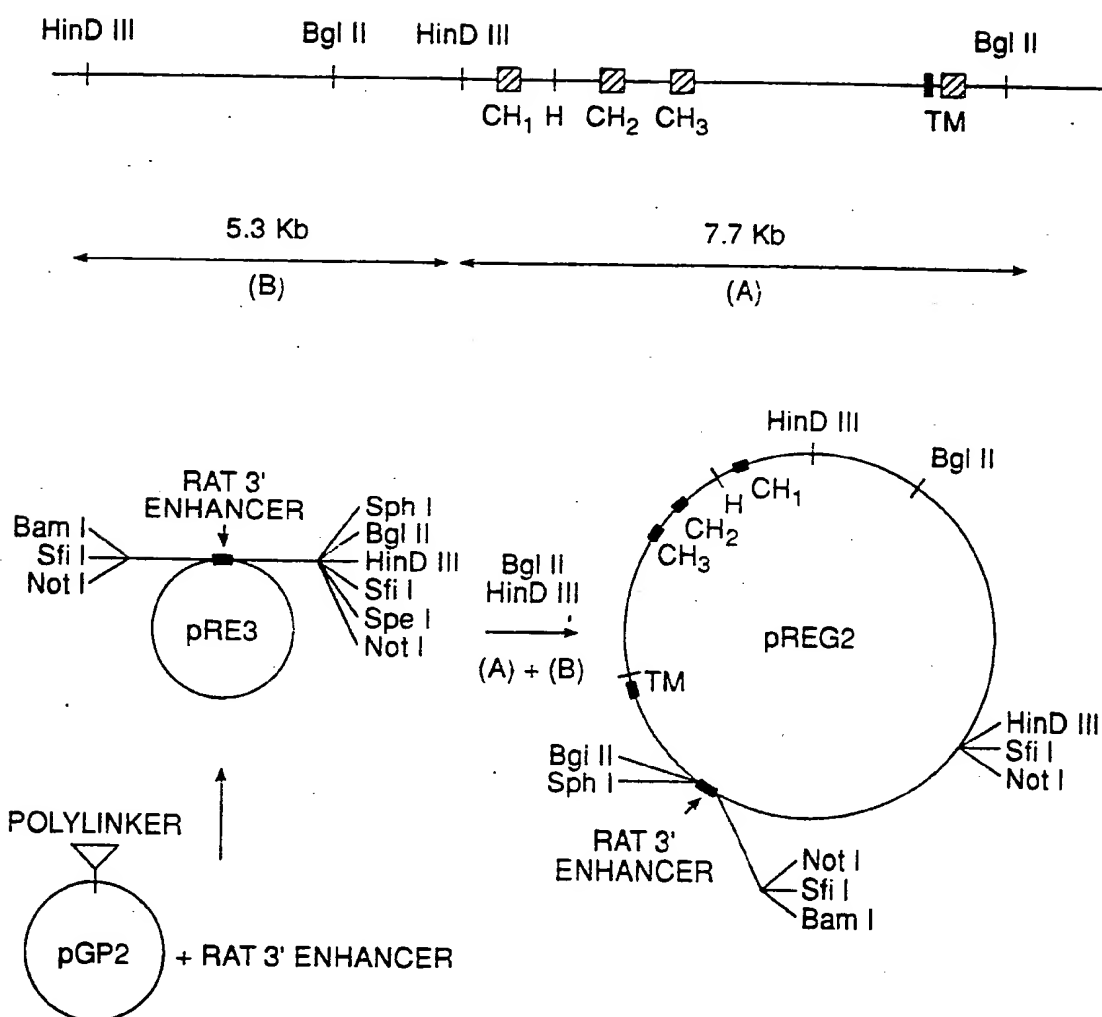 HinD III
Bgl II
HinD III
Bgl II
CH1 H CH2 CH3
TM
5.3 Kb
(B)
7.7 Kb
(A)
RAT 3'
ENHANCER
Bam I
Sfi I
Not I
Sph I
Bgl II
HinD III
Sfi I
Spe I
Not I
pRE3
Bgl II
HinD III
(A) + (B)
HinD III
Bgl II
CH1
H
CH2
CH3
pREG2
TM
Bgl II
Sph I
RAT 3'
ENHANCER
HinD III
Sfi I
Not I
Not I
Sfi I
Bam I
POLYLINKER
pGP2
+ RAT 3' ENHANCER